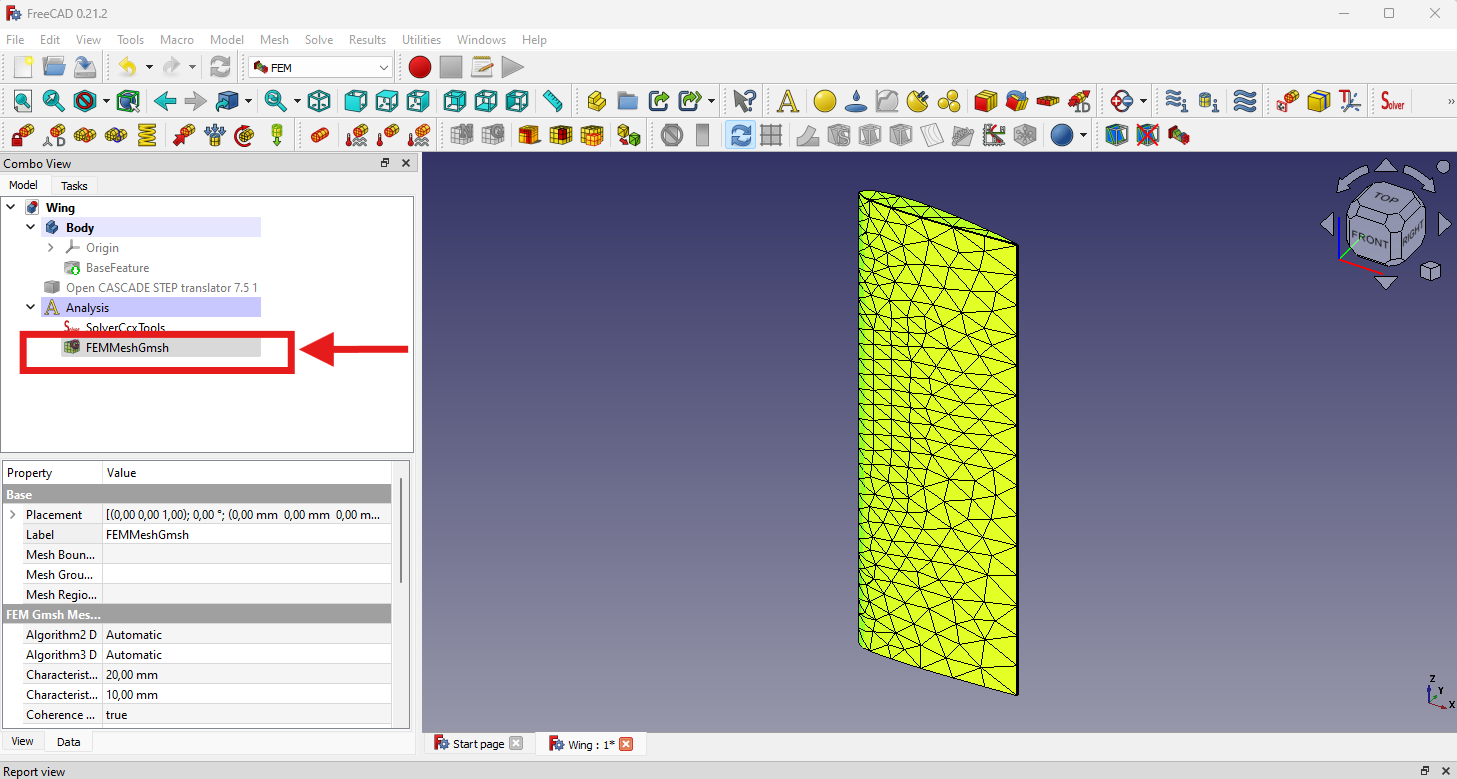 FreeCAD 0.21.2
File Edit View Tools Macro Model Mesh Solve Results Utilities Windows Help
FEM
Solver
Combo View
Model Tasks
Wing
Body
Origin
BaseFeature
Open CASCADE STEP translator 7.5 1
Analysis
SolverCcxTools
FEMMeshGmsh
Property Value
Base
Placement [(0,00 0,00 1,00); 0,00 °; (0,00 mm 0,00 mm 0,00 m...
Label FEMMeshGmsh
Mesh Boun...
Mesh Grou...
Mesh Regio...
FEM Gmsh Mes...
Algorithm2 D Automatic
Algorithm3 D Automatic
Characterist... 20,00 mm
Characterist... 10,00 mm
Coherence ... true
View Data
TOP
FRONT
RIGHT
Z
Y
X
Start page Wing : 1*
Report view